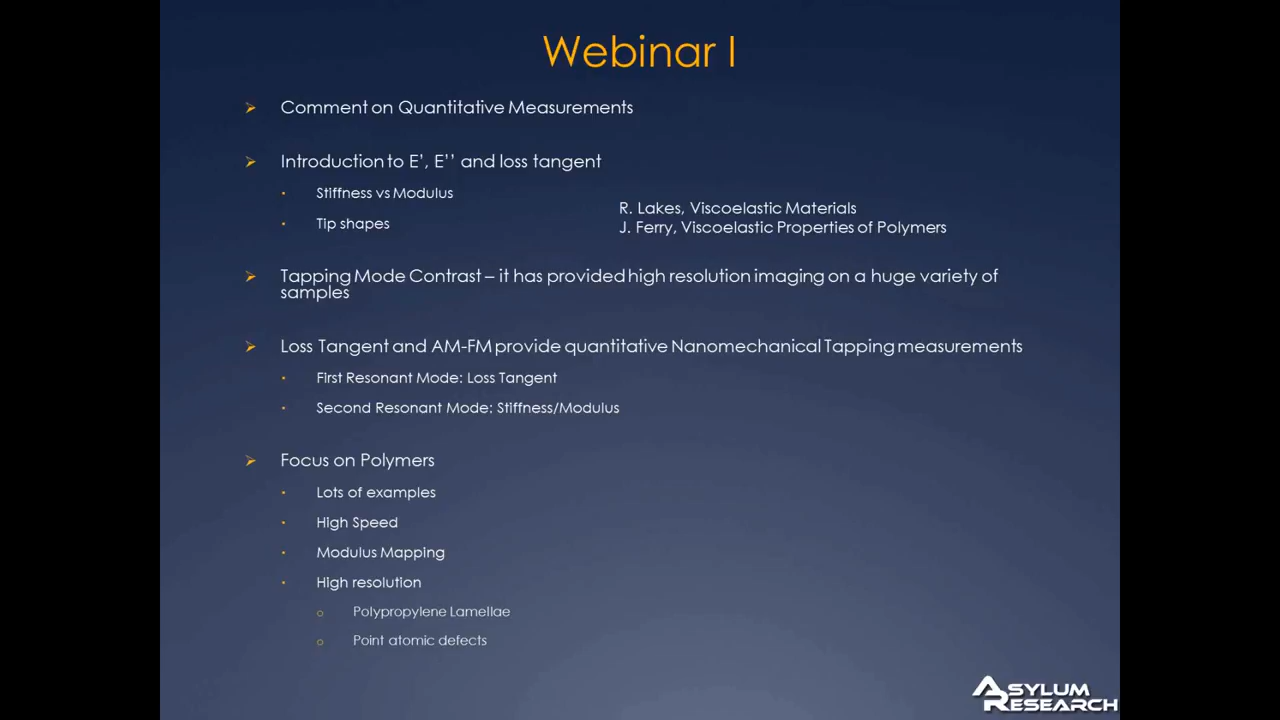 Webinar I
Comment on Quantitative Measurements
Introduction to E', E'' and loss tangent
Stiffness vs Modulus
Tip shapes
R. Lakes, Viscoelastic Materials
J. Ferry, Viscoelastic Properties of Polymers
Tapping Mode Contrast – it has provided high resolution imaging on a huge variety of
samples
Loss Tangent and AM-FM provide quantitative Nanomechanical Tapping measurements
First Resonant Mode: Loss Tangent
Second Resonant Mode: Stiffness/Modulus
Focus on Polymers
Lots of examples
High Speed
Modulus Mapping
High resolution
Polypropylene Lamellae
Point atomic defects
ASYLUM
RESEARCH